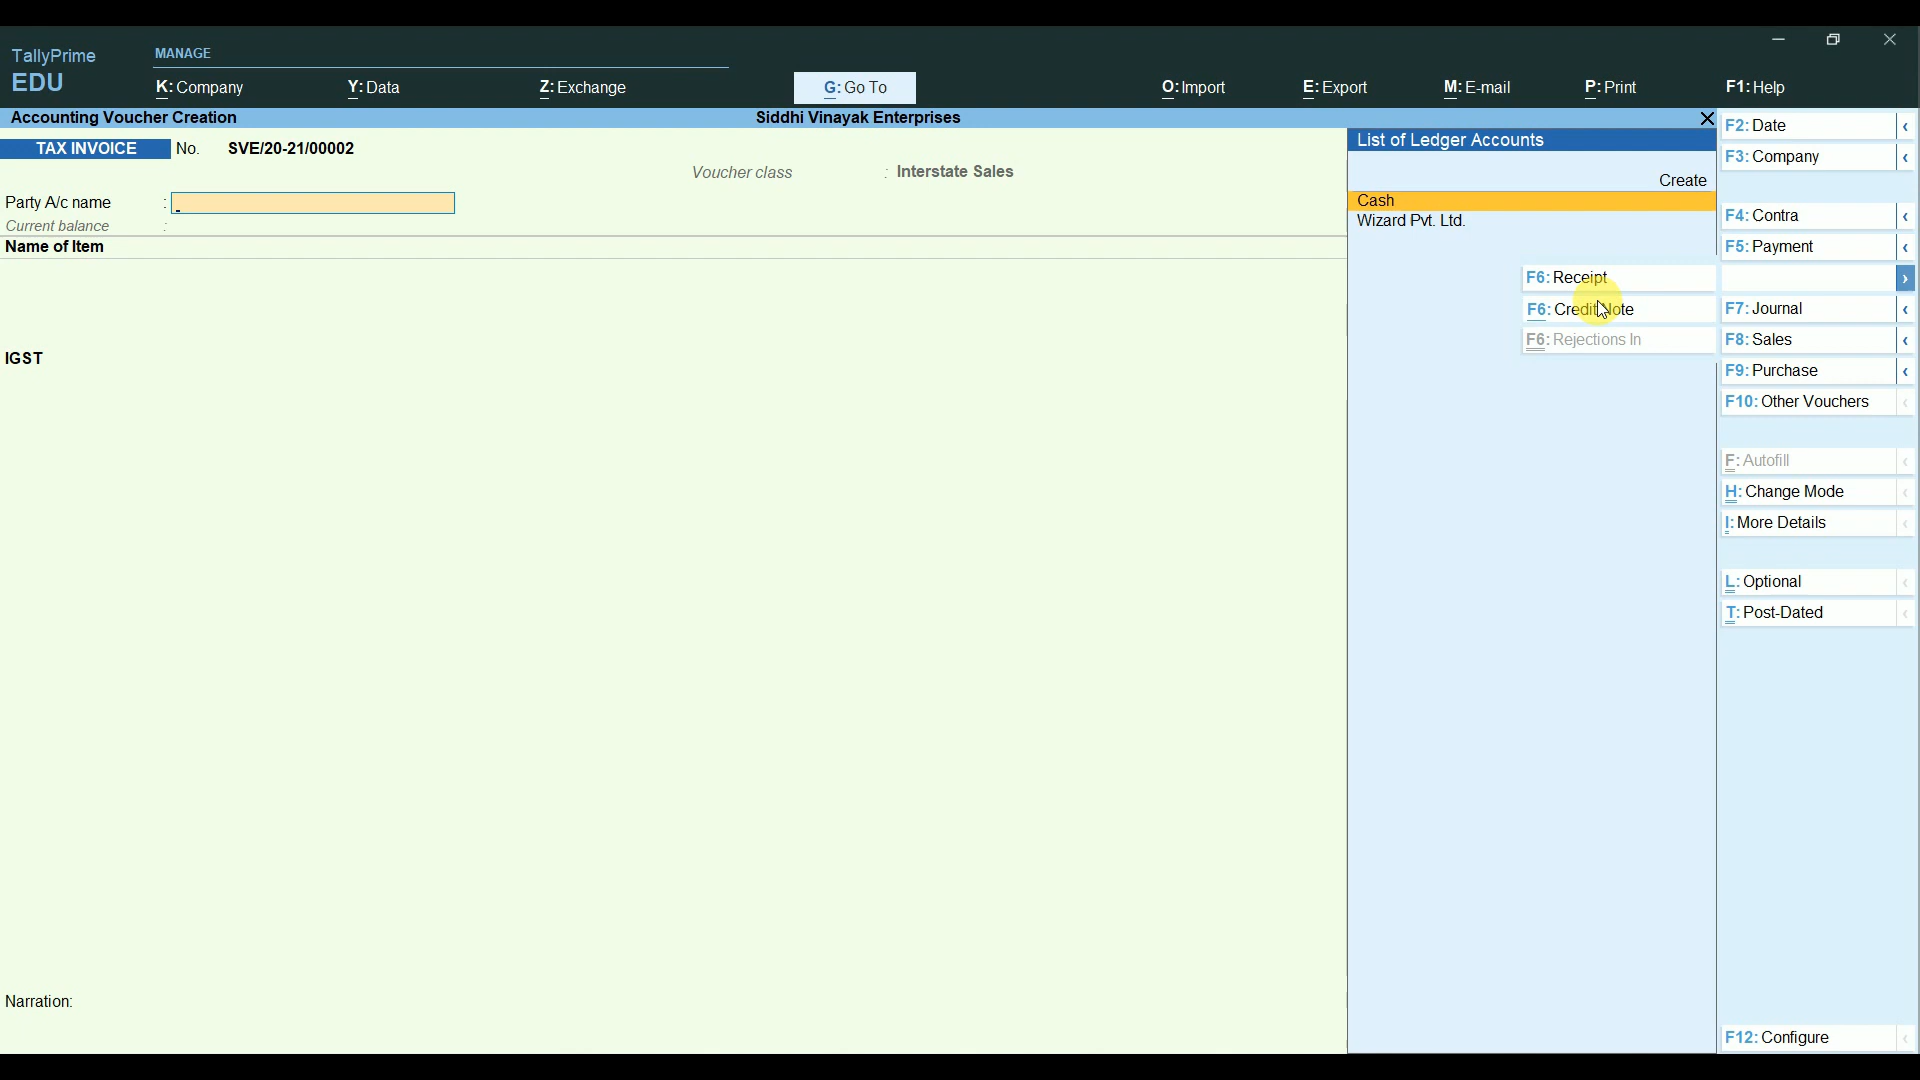 TallyPrime
EDU
MANAGE
K: Company
Y: Data
Z: Exchange
G: Go To
O: Import
E: Export
M: E-mail
P: Print
F1: Help
Accounting Voucher Creation
Siddhi Vinayak Enterprises
TAX INVOICE No. SVE/20-21/00002
Voucher class : Interstate Sales
Party A/c name :
Current balance :
Name of Item
IGST
Narration:
List of Ledger Accounts
Create
Cash
Wizard Pvt. Ltd.
F6: Receipt
F6: Credit Note
F6: Rejections In
F2: Date
F3: Company
F4: Contra
F5: Payment
F7: Journal
F8: Sales
F9: Purchase
F10: Other Vouchers
F: Autofill
H: Change Mode
I: More Details
L: Optional
T: Post-Dated
F12: Configure